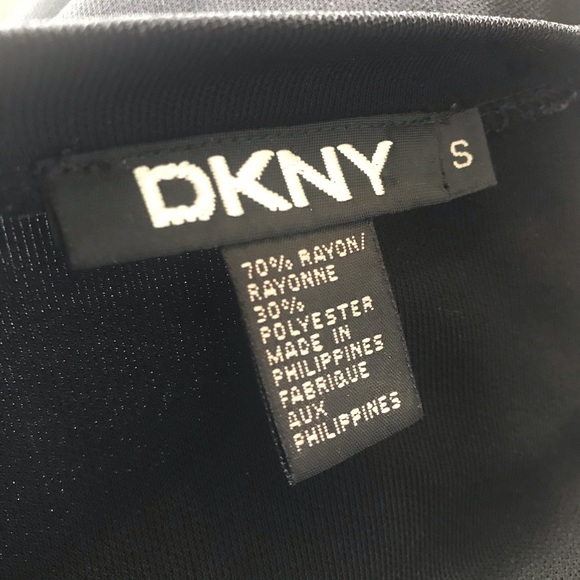 DKNY
S
70% RAYON/
RAYONNE
30%
POLYESTER
MADE IN
PHILIPPINES
FABRIQUE
AUX
PHILIPPINES